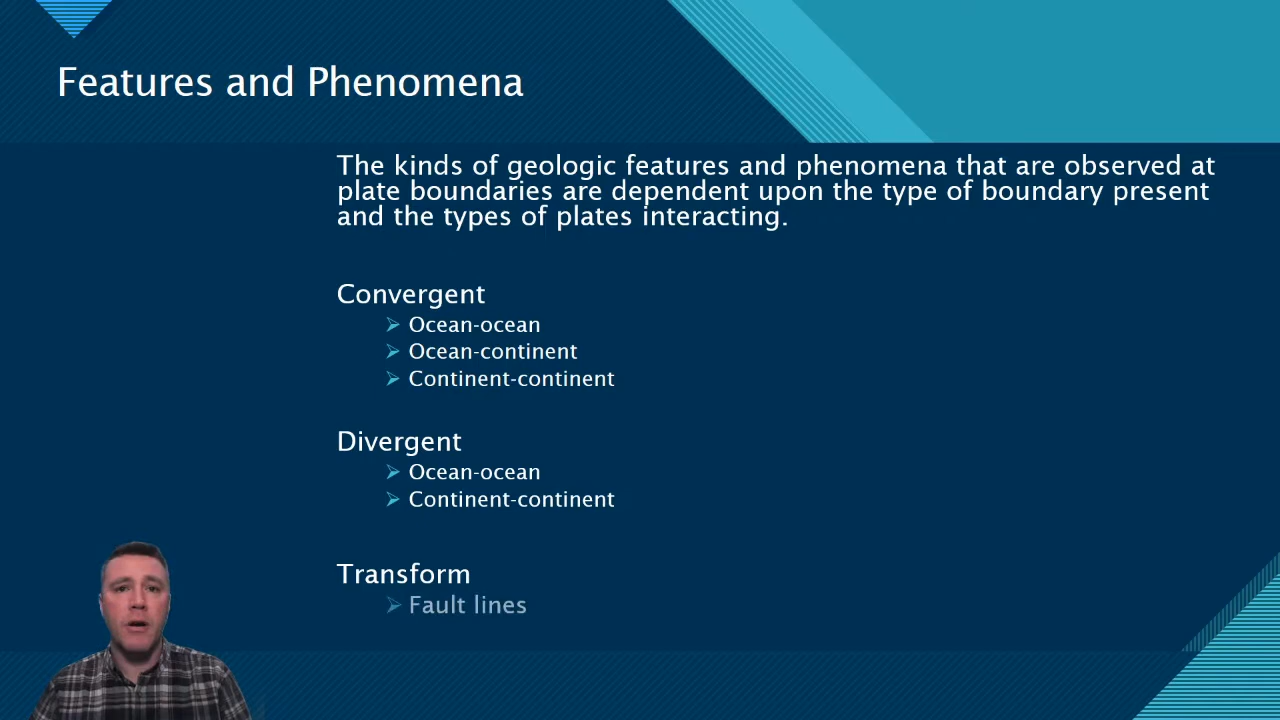 Features and Phenomena
The kinds of geologic features and phenomena that are observed at
plate boundaries are dependent upon the type of boundary present
and the types of plates interacting.
Convergent
Ocean-ocean
Ocean-continent
Continent-continent
Divergent
Ocean-ocean
Continent-continent
Transform
Fault lines